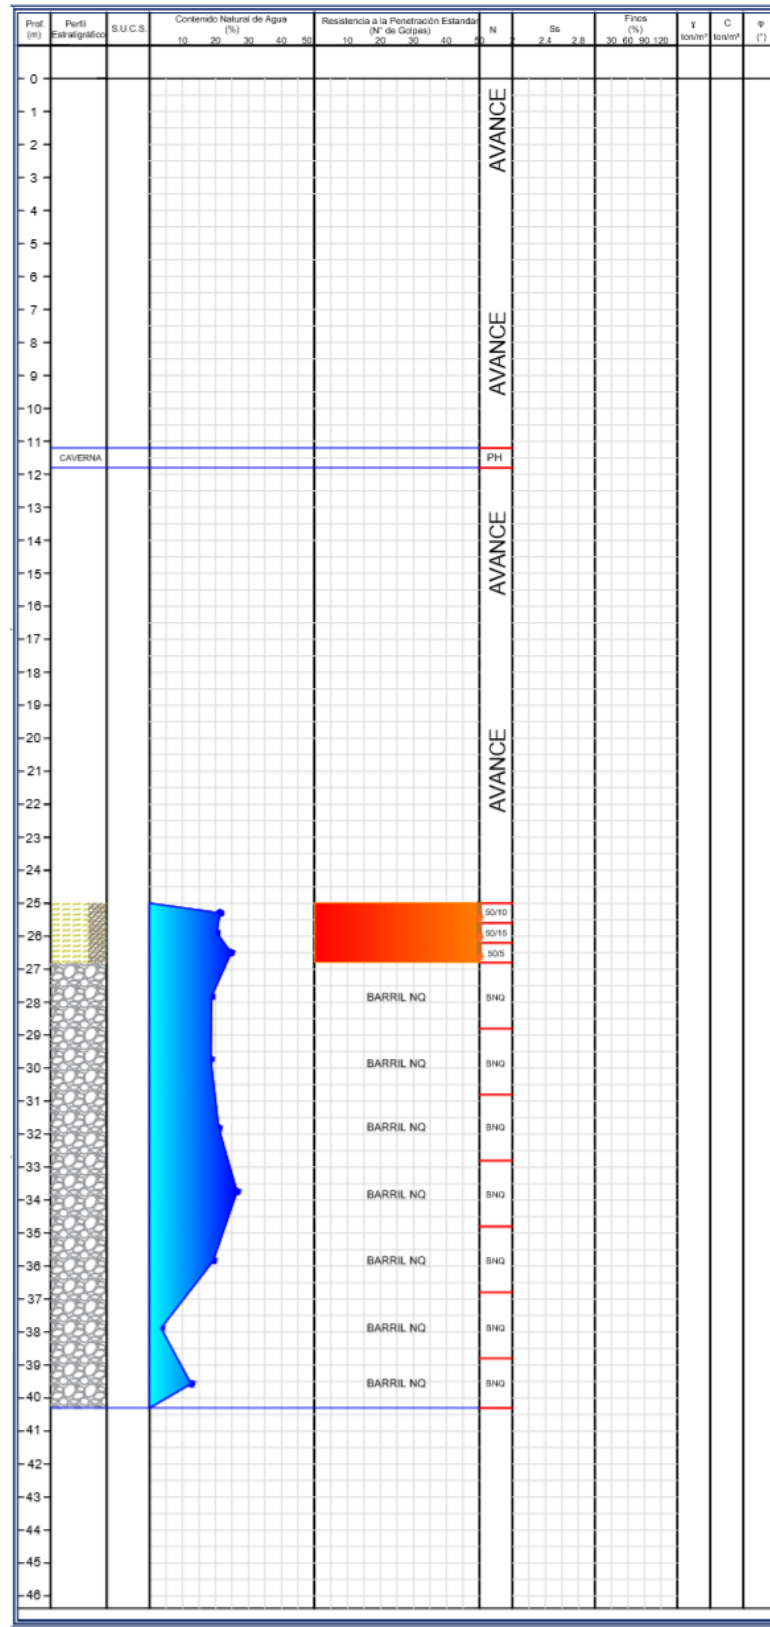 Prof. (m)
Perfil Estratigráfico
S.U.C.S.
Contenido Natural de Agua
(%)
10 20 30 40 50
Resistencia a la Penetración Estandar
(N° de Golpes)
10 20 30 40 50
N
Ss
2 2.4 2.8
Finos
(%)
30 60 90 120
γ
ton/m³
C
ton/m²
φ
(°)
0
1
AVANCE
2
3
4
5
6
7
8
AVANCE
9
10
11
CAVERNA PH
12
13
14
AVANCE
15
16
17
18
19
20
21
AVANCE
22
23
24
25
50/10
26
50/15
50/5
27
28
BARRIL NQ BNQ
29
30
BARRIL NQ BNQ
31
32
BARRIL NQ BNQ
33
34
BARRIL NQ BNQ
35
36
BARRIL NQ BNQ
37
38
BARRIL NQ BNQ
39
BARRIL NQ BNQ
40
41
42
43
44
45
46